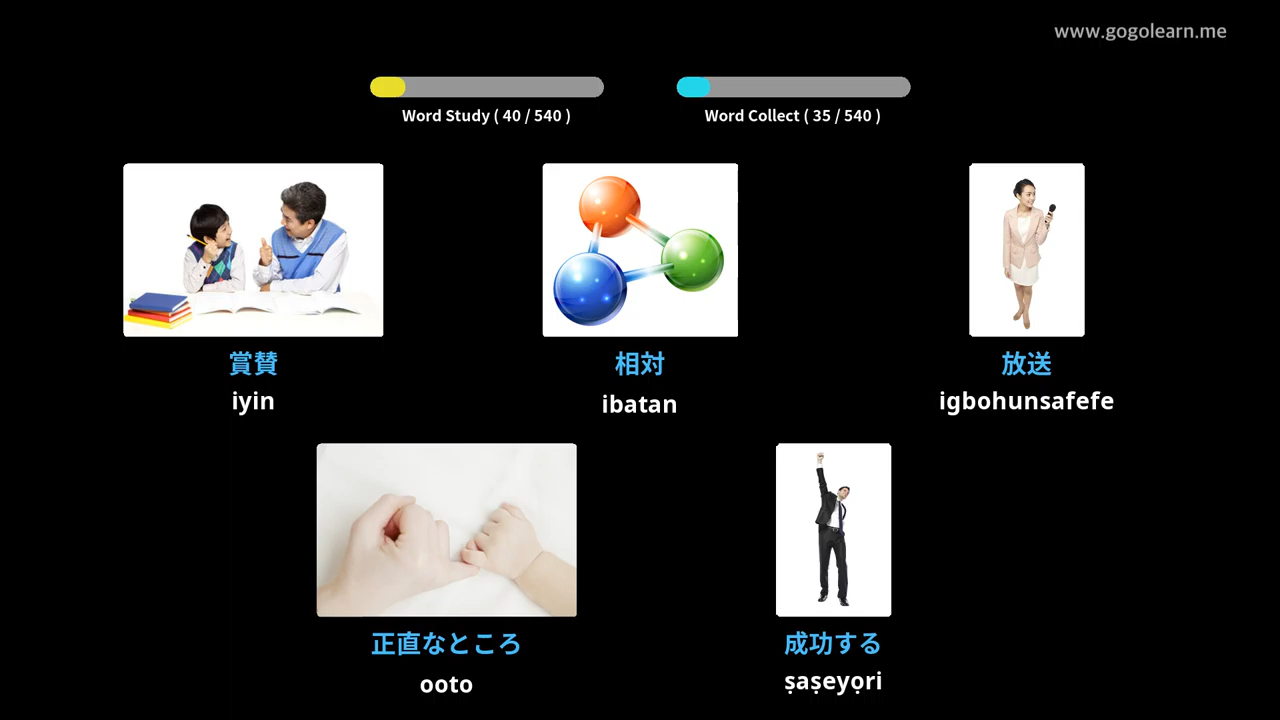 www.gogolearn.me
Word Study ( 40 / 540 )
Word Collect ( 35 / 540 )
賞賛
iyin
相対
ibatan
放送
igbohunsafefe
正直なところ
ooto
成功する
ṣaṣeyọri